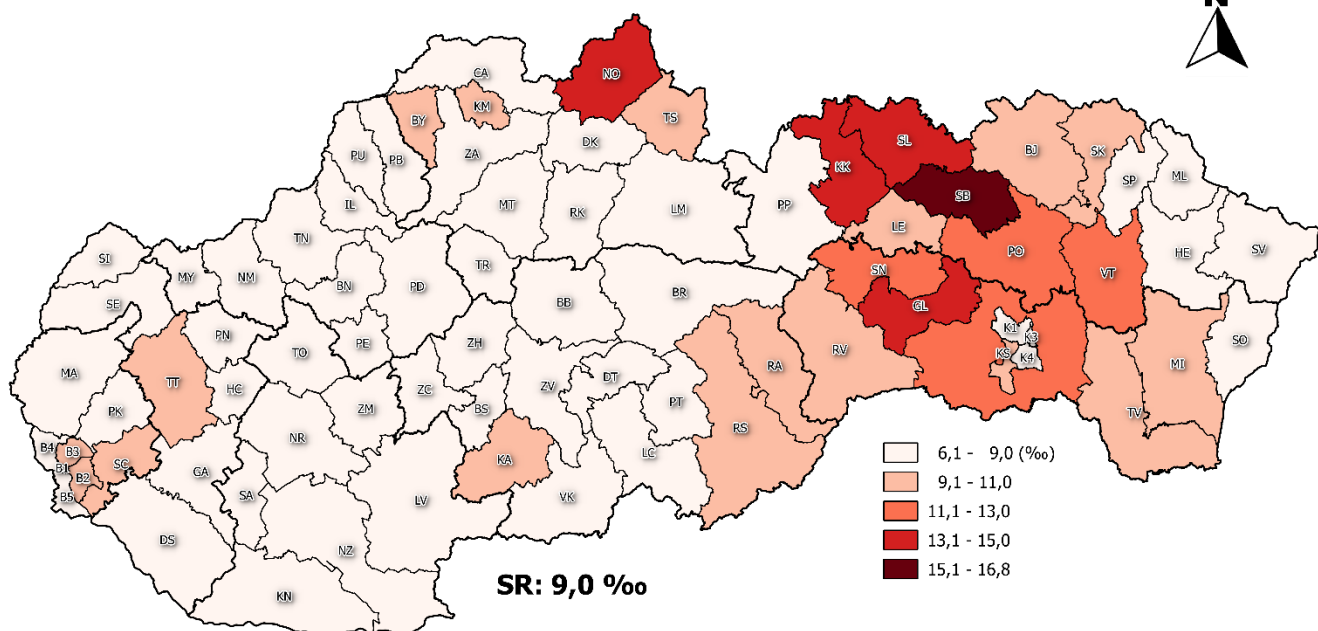 N
CA
NO
KM
BY
TS
ZA
DK
PU
PB
SL
BJ
SK
KK
SP
ML
IL
MT
RK
LM
PP
SB
TN
LE
PO
HE
SV
SI
MY
NM
TR
SN
VT
BN
PD
BB
BR
SE
GL
PN
K1
K3
SO
PE
ZH
RV
KS
K4
TO
MA
TT
HC
ZC
ZV
DT
RA
MI
PK
ZM
BS
PT
TV
RS
NR
B4
B3
B1
B2
SC
KA
LC
GA
B5
SA
LV
VK
DS
NZ
KN
6,1 - 9,0 (‰)
9,1 - 11,0
11,1 - 13,0
13,1 - 15,0
15,1 - 16,8
SR: 9,0 ‰